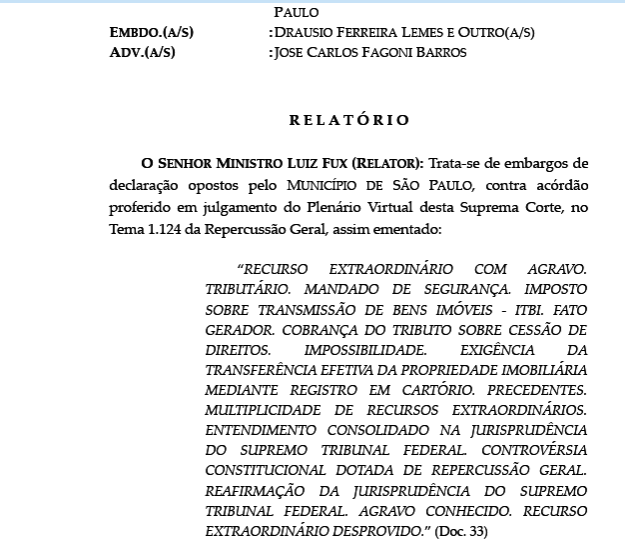 PAULO
EMBDO.(A/S) :DRAUSIO FERREIRA LEMES E OUTRO(A/S)
ADV.(A/S) :JOSE CARLOS FAGONI BARROS
RELATÓRIO
O SENHOR MINISTRO LUIZ FUX (RELATOR): Trata-se de embargos de
declaração opostos pelo MUNICÍPIO DE SÃO PAULO, contra acórdão
proferido em julgamento do Plenário Virtual desta Suprema Corte, no
Tema 1.124 da Repercussão Geral, assim ementado:
“RECURSO EXTRAORDINÁRIO COM AGRAVO.
TRIBUTÁRIO. MANDADO DE SEGURANÇA. IMPOSTO
SOBRE TRANSMISSÃO DE BENS IMÓVEIS - ITBI. FATO
GERADOR. COBRANÇA DO TRIBUTO SOBRE CESSÃO DE
DIREITOS. IMPOSSIBILIDADE. EXIGÊNCIA DA
TRANSFERÊNCIA EFETIVA DA PROPRIEDADE IMOBILIÁRIA
MEDIANTE REGISTRO EM CARTÓRIO. PRECEDENTES.
MULTIPLICIDADE DE RECURSOS EXTRAORDINÁRIOS.
ENTENDIMENTO CONSOLIDADO NA JURISPRUDÊNCIA
DO SUPREMO TRIBUNAL FEDERAL. CONTROVÉRSIA
CONSTITUCIONAL DOTADA DE REPERCUSSÃO GERAL.
REAFIRMAÇÃO DA JURISPRUDÊNCIA DO SUPREMO
TRIBUNAL FEDERAL. AGRAVO CONHECIDO. RECURSO
EXTRAORDINÁRIO DESPROVIDO.” (Doc. 33)